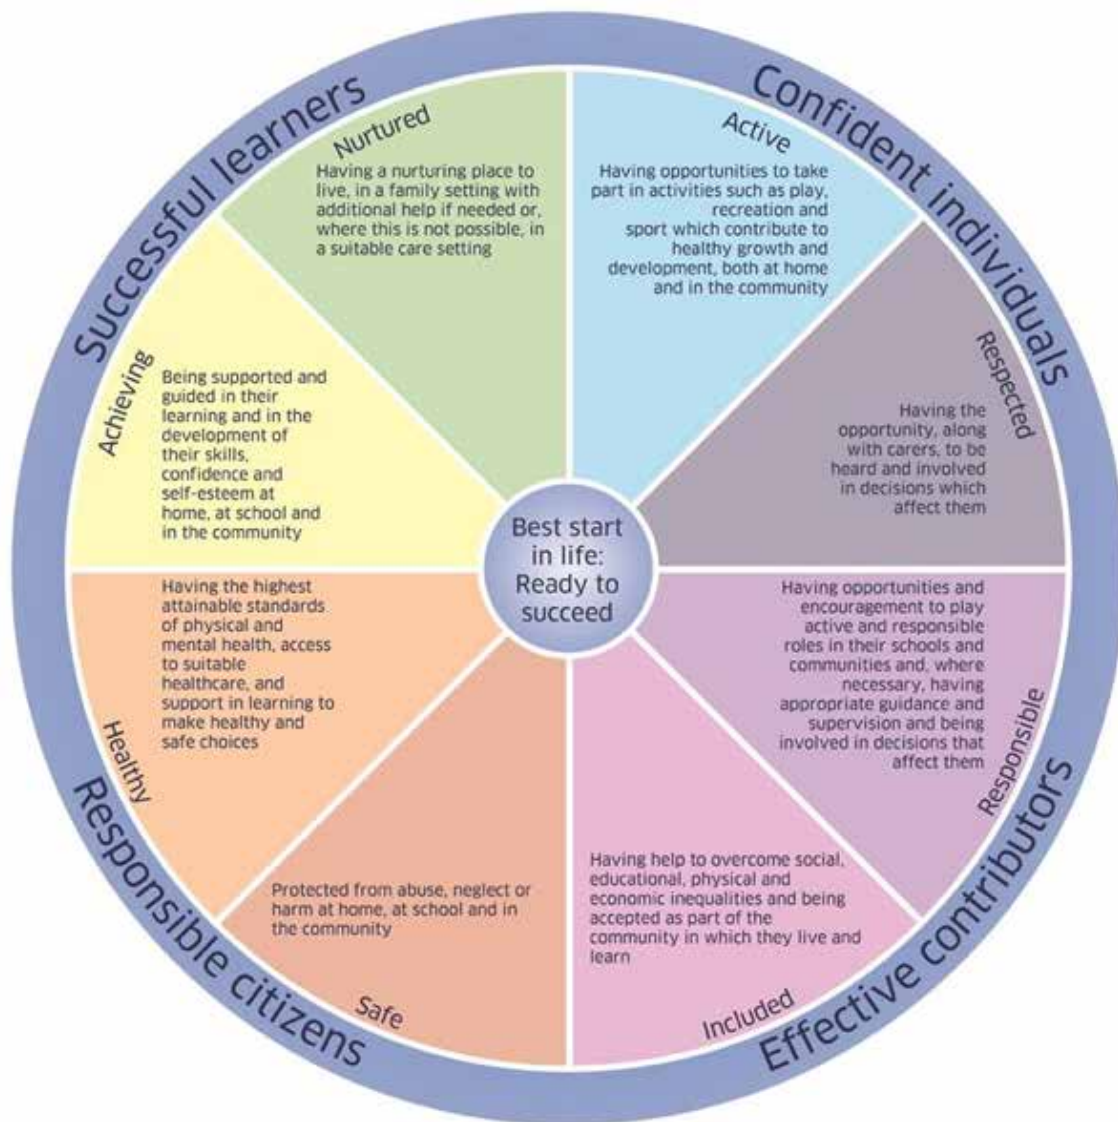 Successful learners
Confident individuals
Nurtured
Having a nurturing place to
live, in a family setting with
additional help if needed or,
where this is not possible, in
a suitable care setting
Active
Having opportunities to take
part in activities such as play,
recreation and
sport which contribute to
healthy growth and
development, both at home
and in the community
Achieving
Being supported and
guided in their
learning and in the
development of
their skills,
confidence and
self-esteem at
home, at school and
in the community
Respected
Having the
opportunity, along
with carers, to be
heard and involved
in decisions which
affect them
Best start
in life:
Ready to
succeed
Having the highest
attainable standards
of physical and
mental health, access
to suitable
healthcare, and
support in learning to
make healthy and
safe choices
Healthy
Having opportunities and
encouragement to play
active and responsible
roles in their schools and
communities and, where
necessary, having
appropriate guidance and
supervision and being
involved in decisions that
affect them
Responsible
Protected from abuse, neglect or
harm at home, at school and in
the community
Safe
Having help to overcome social,
educational, physical and
economic inequalities and being
accepted as part of the
community in which they live and
learn
Included
Responsible citizens
Effective contributors